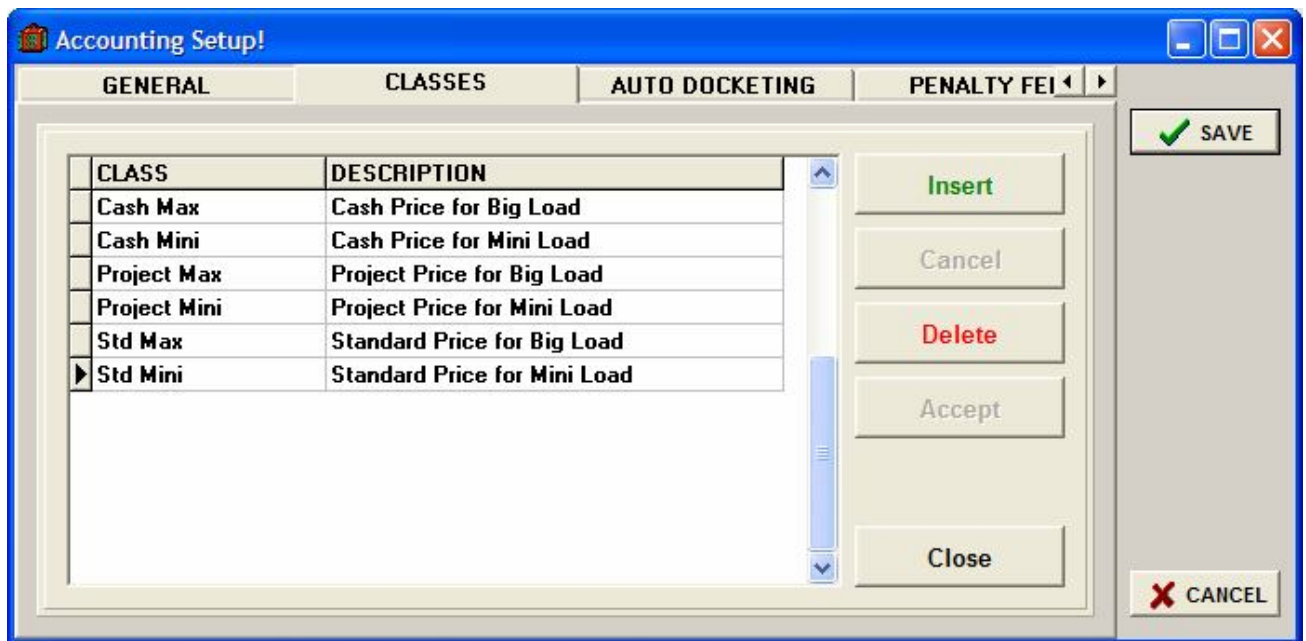 Accounting Setup!
GENERAL CLASSES AUTO DOCKETING PENALTY
SAVE
CLASS DESCRIPTION
Cash Max Cash Price for Big Load
Cash Mini Cash Price for Mini Load
Project Max Project Price for Big Load
Project Mini Project Price for Mini Load
Std Max Standard Price for Big Load
Std Mini Standard Price for Mini Load
Insert
Cancel
Delete
Accept
Close
CANCEL